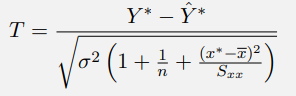 T = \frac{Y^* - \hat{Y}^*}{\sqrt{\sigma^2 \left(1 + \frac{1}{n} + \frac{(x^* - \overline{x})^2}{S_{xx}}\right)}}